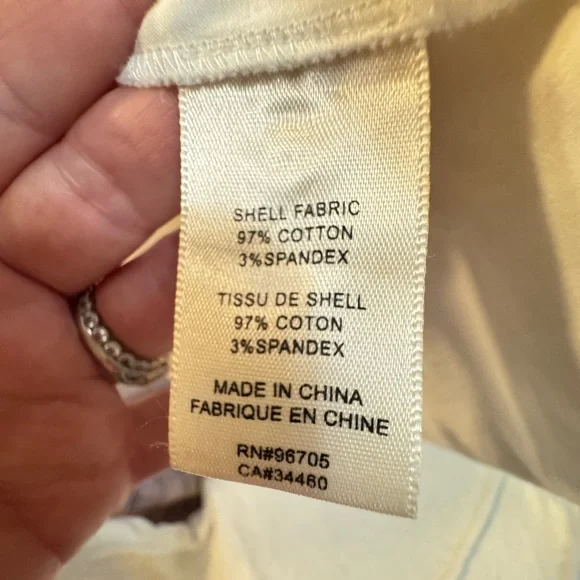 SHELL FABRIC
97% COTTON
3%SPANDEX
TISSU DE SHELL
97% COTON
3%SPANDEX
MADE IN CHINA
FABRIQUE EN CHINE
RN#96705
CA#34460